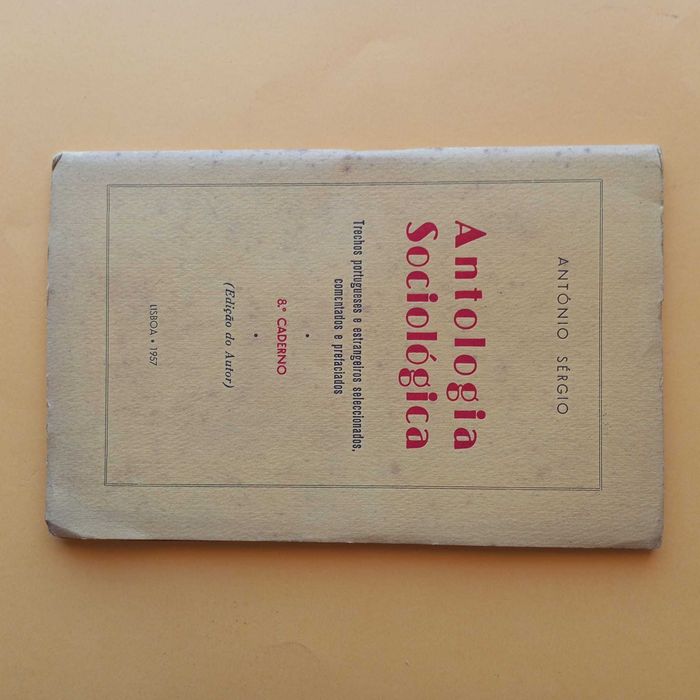 ANTÓNIO SÉRGIO
Antologia
Sociológica
Trechos portugueses e estrangeiros seleccionados,
comentados e prefaciados
•
8.º CADERNO
•
(Edição do Autor)
LISBOA • 1957